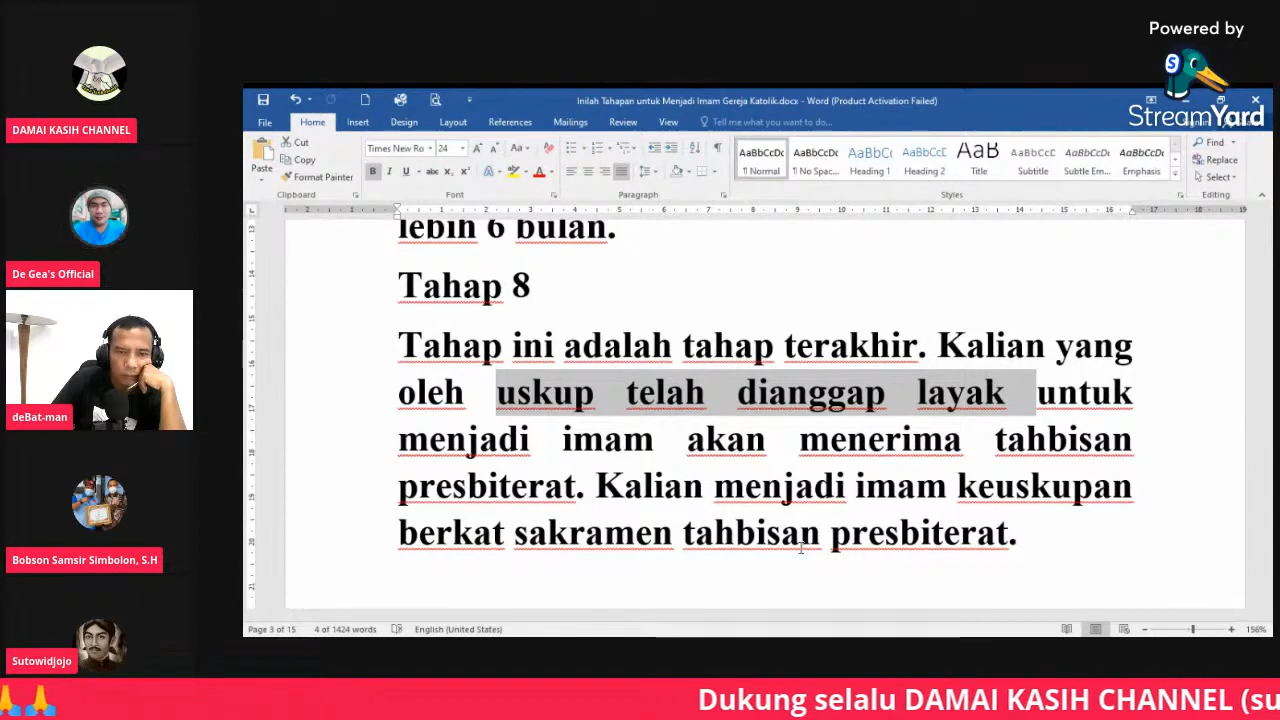 Powered by
S
StreamYard
DAMAI KASIH CHANNEL
De Gea's Official
deBat-man
Bobson Samsir Simbolon, S.H
Sutowidjojo
Inilah Tahapan untuk Menjadi Imam Gereja Katolik.docx - Word (Product Activation Failed)
File Home Insert Design Layout References Mailings Review View Tell me what you want to do...
Paste
Cut
Copy
Format Painter
Clipboard
Times New Ro 24
Font
Paragraph
AaBbCcDc AaBbCcDc AaBbCc AaBbCcC AaB AaBbCcC AaBbCcDc AaBbCcDc
¶ Normal ¶ No Spac... Heading 1 Heading 2 Title Subtitle Subtle Em... Emphasis
Styles
Find
Replace
Select
Editing
lebih 6 bulan.
Tahap 8
Tahap ini adalah tahap terakhir. Kalian yang
oleh uskup telah dianggap layak untuk
menjadi imam akan menerima tahbisan
presbiterat. Kalian menjadi imam keuskupan
berkat sakramen tahbisan presbiterat.
Page 3 of 15 4 of 1424 words English (United States) 156%
Dukung selalu DAMAI KASIH CHANNEL (su